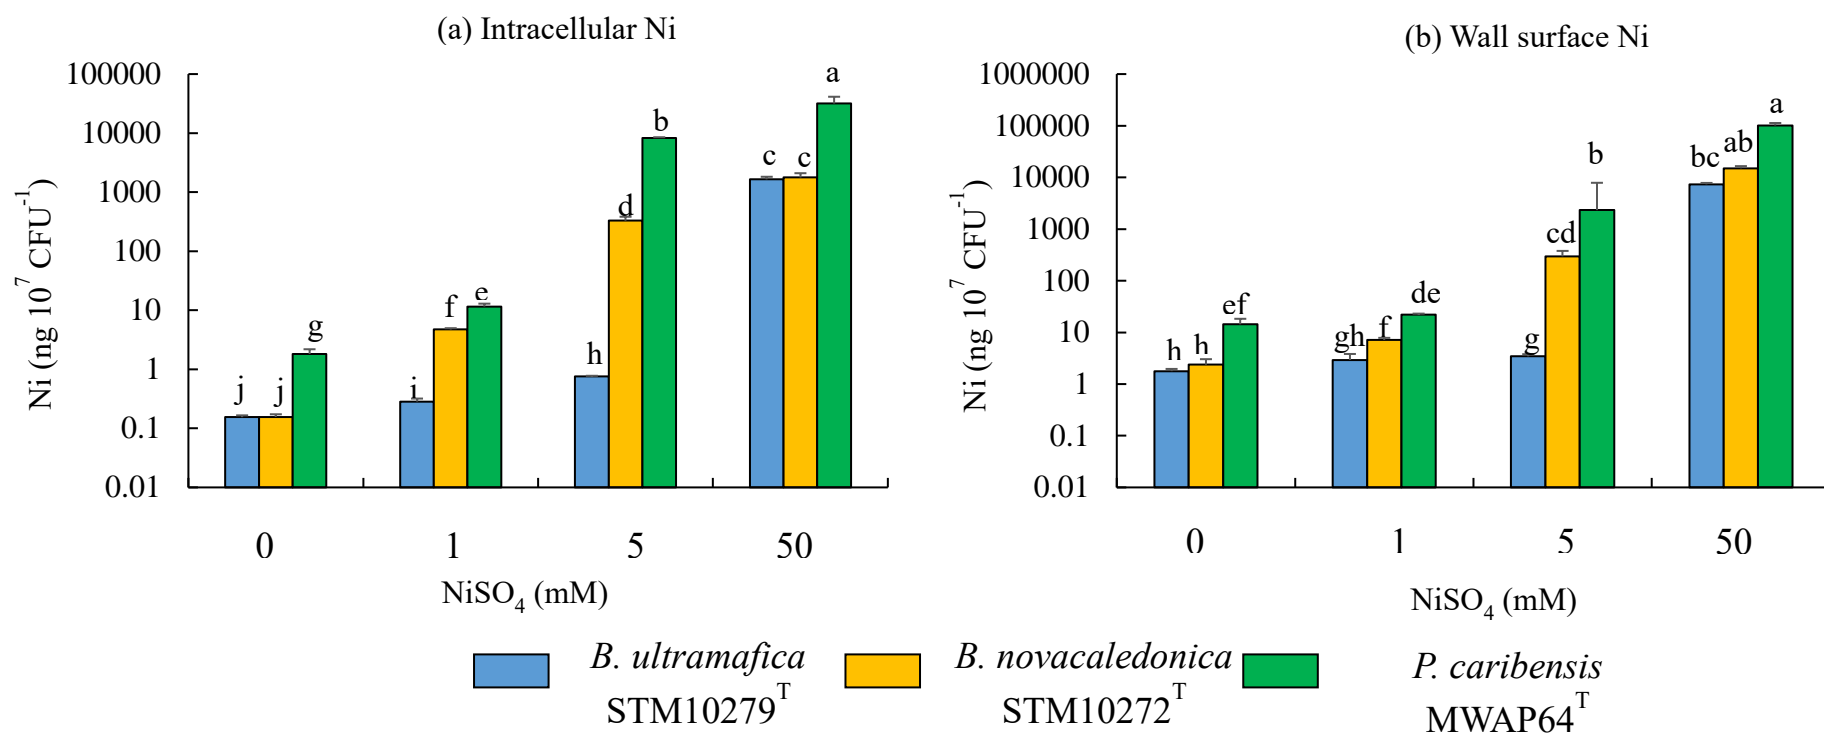 (a) Intracellular Ni
100000
10000
1000
100
10
1
0.1
0.01
Ni (ng 10^7 CFU^-1)
j j g
i f e
h d b
c c a
0 1 5 50
NiSO4 (mM)
(b) Wall surface Ni
1000000
100000
10000
1000
100
10
1
0.1
0.01
Ni (ng 10^7 CFU^-1)
h h ef
gh f de
g cd b
bc ab a
0 1 5 50
NiSO4 (mM)
B. ultramafica
STM10279^T
B. novacaledonica
STM10272^T
P. caribensis
MWAP64^T